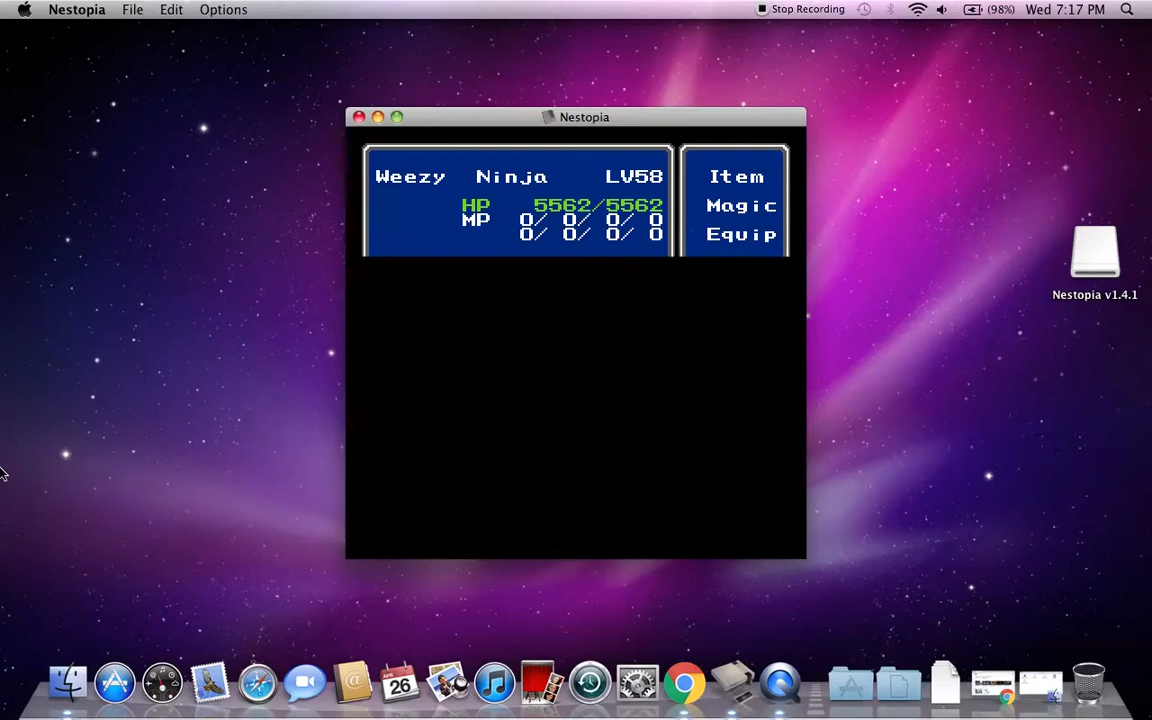 Nestopia File Edit Options Stop Recording (98%) Wed 7:17 PM
Nestopia
Weezy Ninja LV58
HP 5562/5562
MP 0/ 0/ 0/ 0
0/ 0/ 0/ 0
Item
Magic
Equip
Nestopia v1.4.1
26